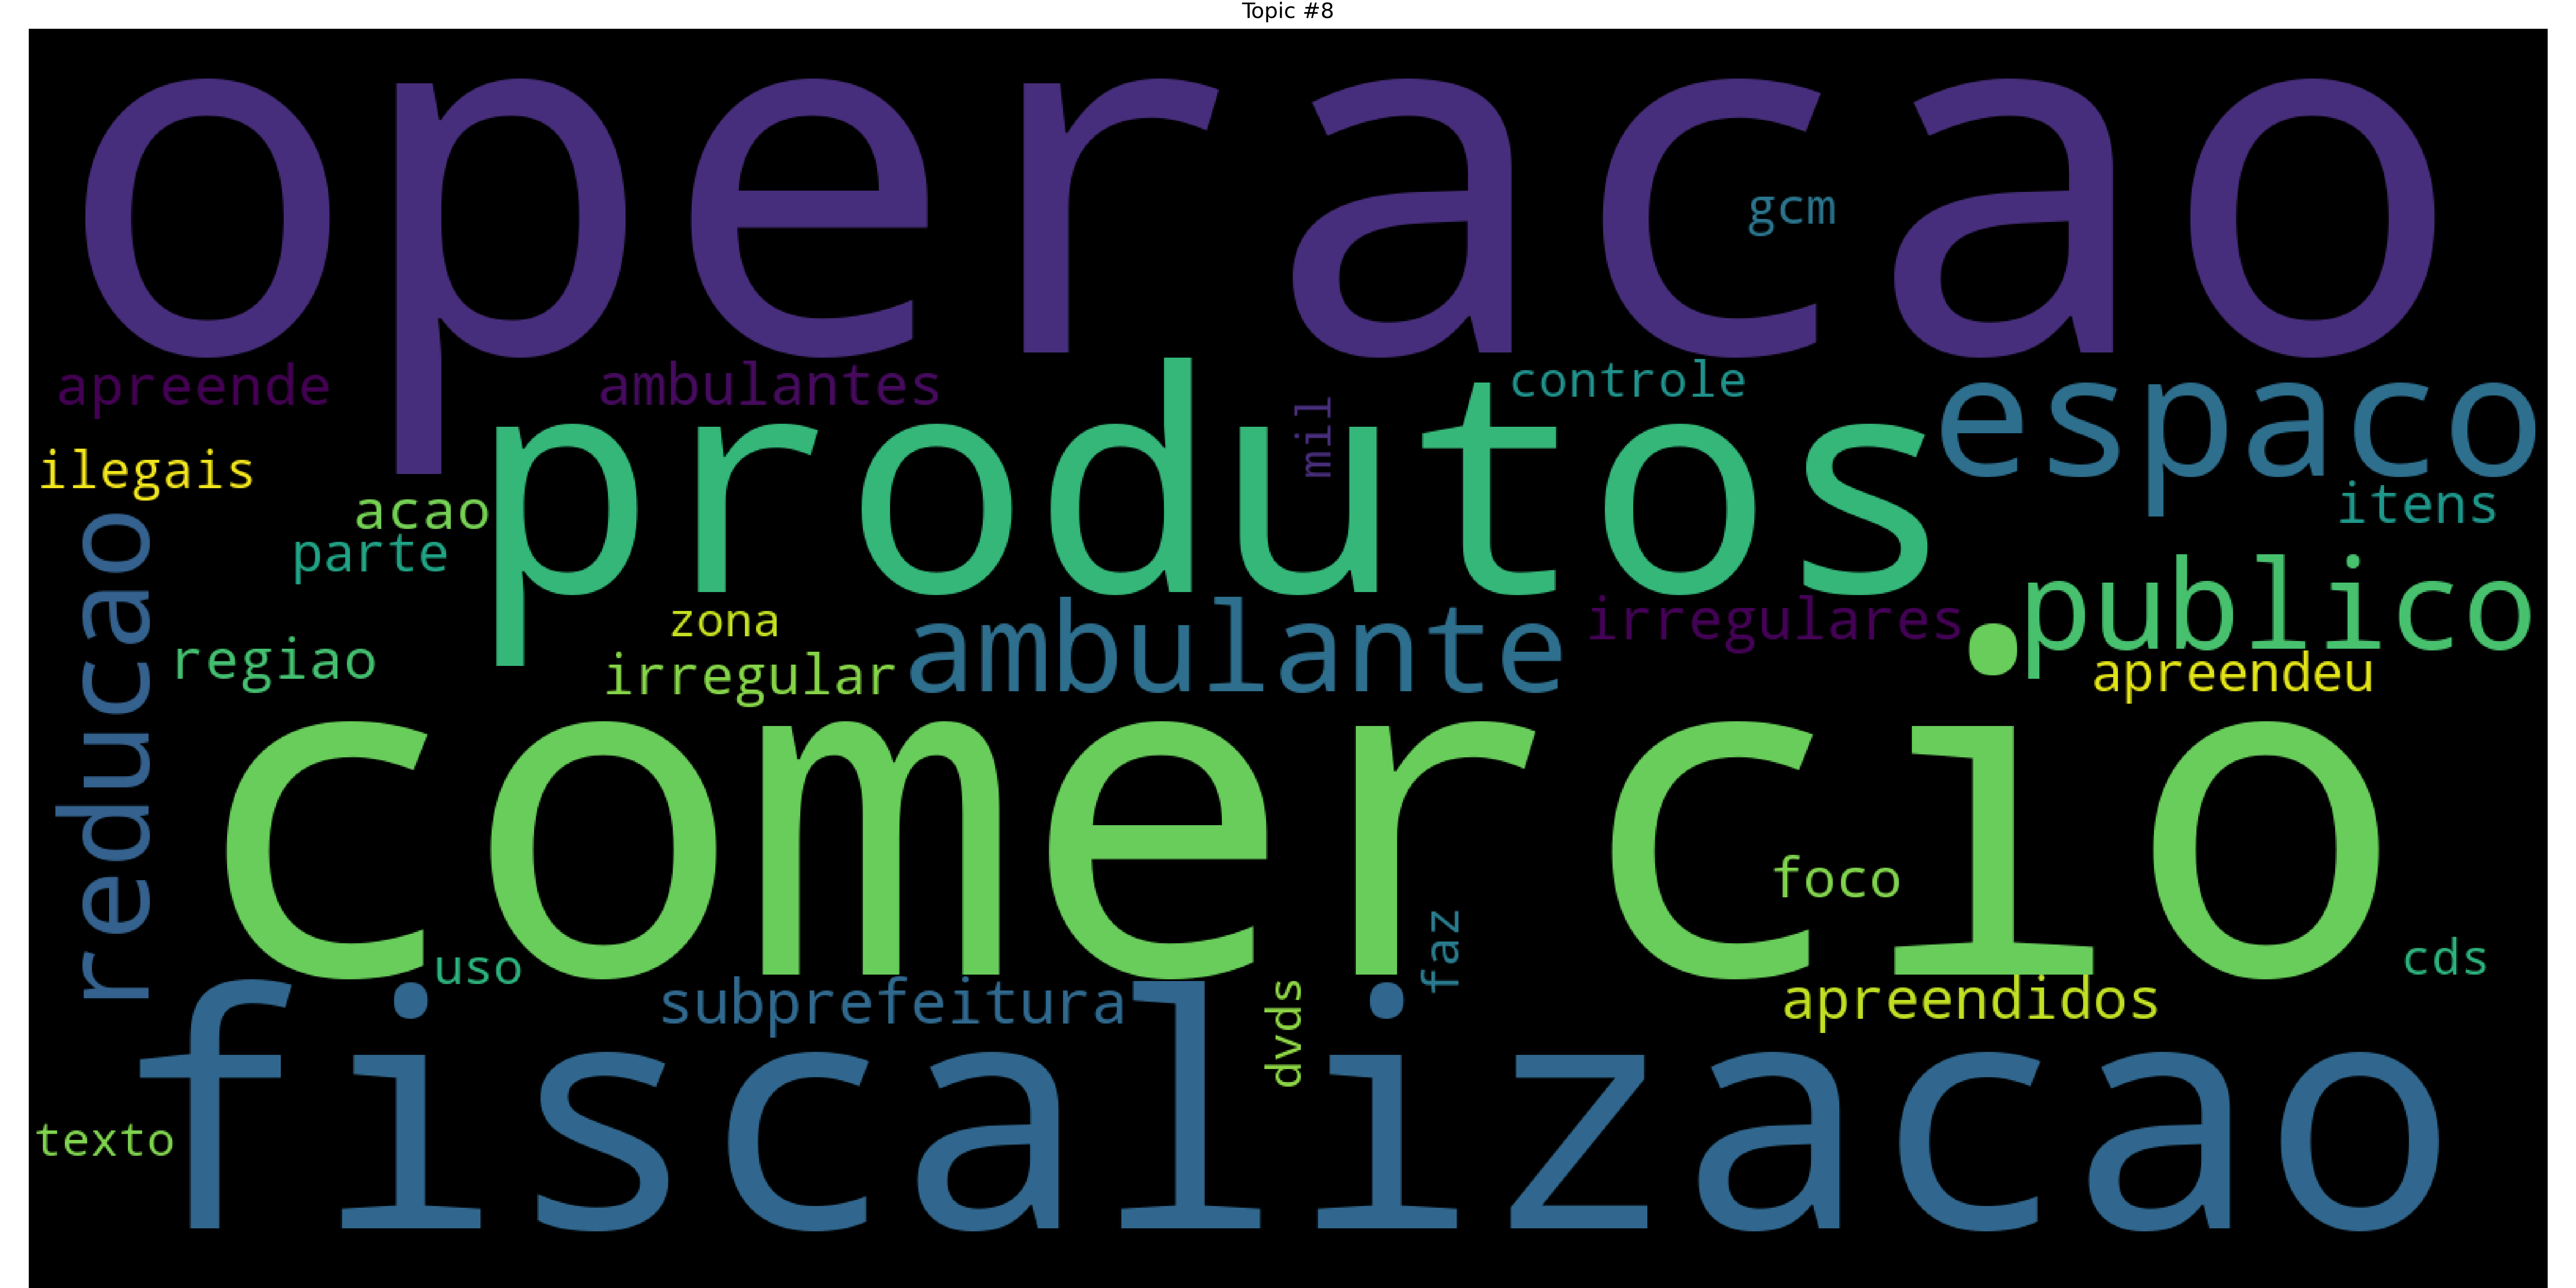 Topic #8
operacao
gcm
apreende
ambulantes
controle
mil
produtos
espaco
ilegais
acao
itens
parte
reducao
zona
ambulante
irregulares
publico
regiao
irregular
apreendeu
comercio
foco
faz
uso
cds
subprefeitura
dvds
apreendidos
fiscalizacao
texto